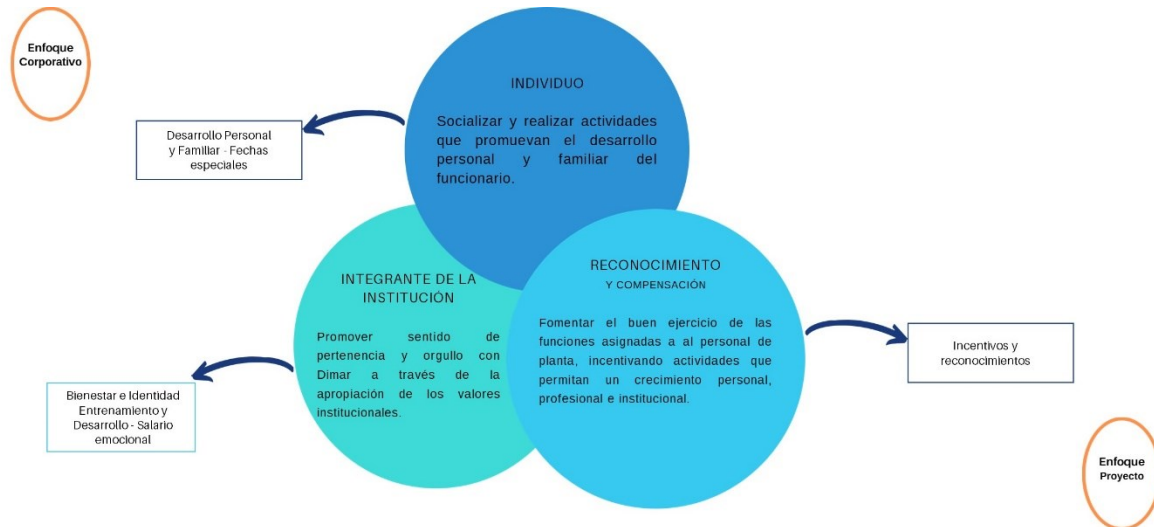 Enfoque
Corporativo
INDIVIDUO
Socializar y realizar actividades
que promuevan el desarrollo
personal y familiar del
funcionario.
Desarrollo Personal
y Familiar - Fechas
especiales
INTEGRANTE DE LA
INSTITUCIÓN
Promover sentido de
pertenencia y orgullo con
Dimar a través de la
apropiación de los valores
institucionales.
RECONOCIMIENTO
Y COMPENSACIÓN
Fomentar el buen ejercicio de las
funciones asignadas a al personal de
planta, incentivando actividades que
permitan un crecimiento personal,
profesional e institucional.
Incentivos y
reconocimientos
Bienestar e Identidad
Entrenamiento y
Desarrollo - Salario
emocional
Enfoque
Proyecto